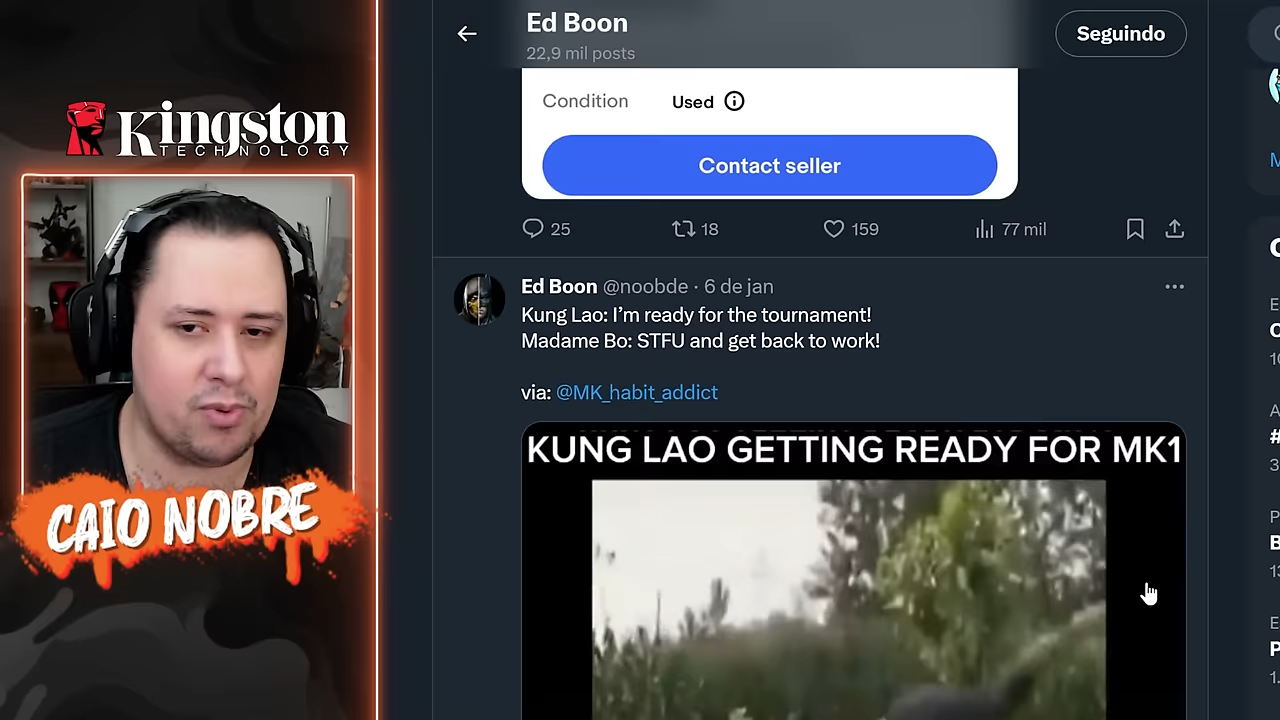 Kingston
TECHNOLOGY
CAIO NOBRE
Ed Boon
22,9 mil posts
Seguindo
Condition Used
Contact seller
25 18 159 77 mil
Ed Boon @noobde · 6 de jan
Kung Lao: I'm ready for the tournament!
Madame Bo: STFU and get back to work!
via: @MK_habit_addict
KUNG LAO GETTING READY FOR MK1